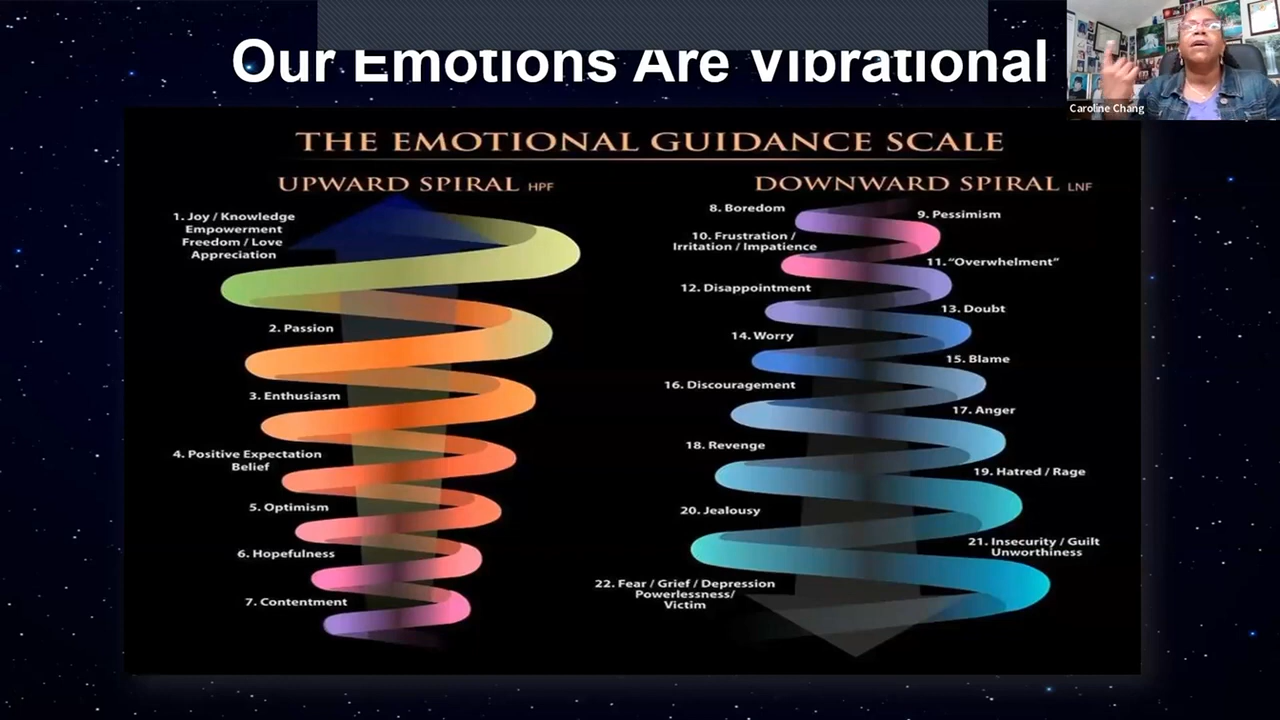 Our Emotions Are Vibrational
Caroline Chang
THE EMOTIONAL GUIDANCE SCALE
UPWARD SPIRAL HPF
DOWNWARD SPIRAL LNF
1. Joy / Knowledge
Empowerment
Freedom / Love
Appreciation
2. Passion
3. Enthusiasm
4. Positive Expectation
Belief
5. Optimism
6. Hopefulness
7. Contentment
8. Boredom
9. Pessimism
10. Frustration /
Irritation / Impatience
11. “Overwhelment”
12. Disappointment
13. Doubt
14. Worry
15. Blame
16. Discouragement
17. Anger
18. Revenge
19. Hatred / Rage
20. Jealousy
21. Insecurity / Guilt
Unworthiness
22. Fear / Grief / Depression
Powerlessness/
Victim